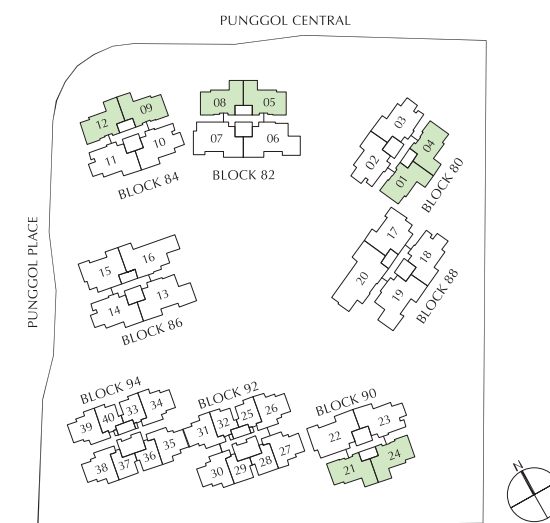 PUNGGOL CENTRAL
PUNGGOL PLACE
12 09
11 10
BLOCK 84
08 05
07 06
BLOCK 82
03
04
02
01
BLOCK 80
17
18
20
19
BLOCK 88
15 16
14 13
BLOCK 86
BLOCK 94
39 40 33 34
38 37 36 35
BLOCK 92
31 32 25 26
30 29 28 27
BLOCK 90
22 23
21 24
N